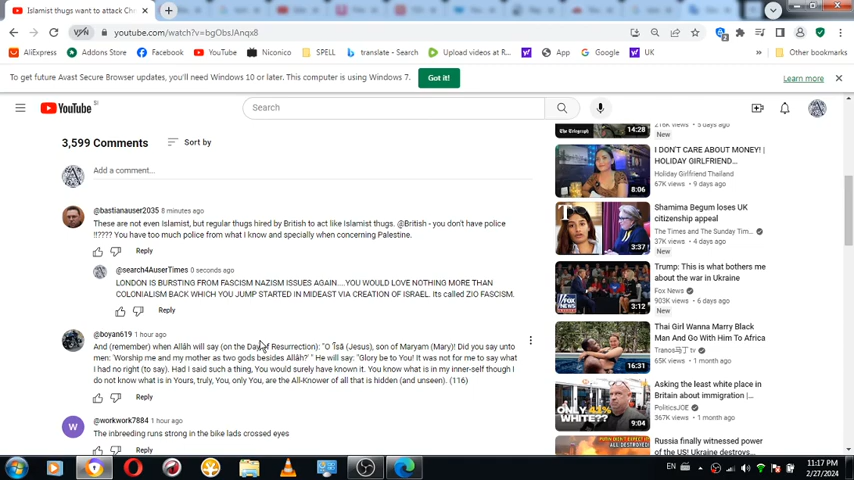 Islamist thugs want to attack Che
youtube.com/watch?v=bgObsJAnqx8
VPN
AliExpress
Addons Store
Facebook
YouTube
Niconico
SPELL
translate - Search
Upload videos at R...
App
Google
UK
Other bookmarks
To get future Avast Secure Browser updates, you'll need Windows 10 or later. This computer is using Windows 7.
Got it!
Learn more
YouTube
Search
3,599 Comments
Sort by
Add a comment...
@bastianauser2035 8 minutes ago
These are not even Islamist, but regular thugs hired by British to act like Islamist thugs. @British - you don't have police
!!???? You have too much police from what I know and specially when concerning Palestine.
Reply
@search4AuserTimes 0 seconds ago
LONDON IS BURSTING FROM FASCISM NAZISM ISSUES AGAIN....YOU WOULD LOVE NOTHING MORE THAN
COLONIALISM BACK WHICH YOU JUMP STARTED IN MIDEAST VIA CREATION OF ISRAEL. Its called ZIO FASCISM.
Reply
@boyan619 1 hour ago
And (remember) when Allâh will say (on the Day of Resurrection): "O 'Îsâ (Jesus), son of Maryam (Mary)! Did you say unto
men: 'Worship me and my mother as two gods besides Allâh?' " He will say: "Glory be to You! It was not for me to say what
I had no right (to say). Had I said such a thing, You would surely have known it. You know what is in my inner-self though I
do not know what is in Yours, truly, You, only You, are the All-Knower of all that is hidden (and unseen). (116)
Reply
@workwork7884 1 hour ago
W
The inbreeding runs strong in the bike lads crossed eyes
Reply
The Telegraph
14:28
216K views • 5 days ago
New
I DON'T CARE ABOUT MONEY! |
HOLIDAY GIRLFRIEND...
Holiday Girlfriend Thailand
67K views • 9 days ago
8:06
Shamima Begum loses UK
citizenship appeal
The Times and The Sunday Tim...
37K views • 4 days ago
New
T
Trump: This is what bothers me
about the war in Ukraine
Fox News
903K views • 6 days ago
New
3:12
Thai Girl Wanna Marry Black
Man And Go With Him To Africa
1 month ago
16:31
Asking the least white place in
Britain about immigration |...
PoliticsJOE
367K views • 1 month ago
ONLY
WHITE??
9:04
Russia finally westernized power
of the US! Ukraine destroys...
EN
11:17 PM
2/27/2024